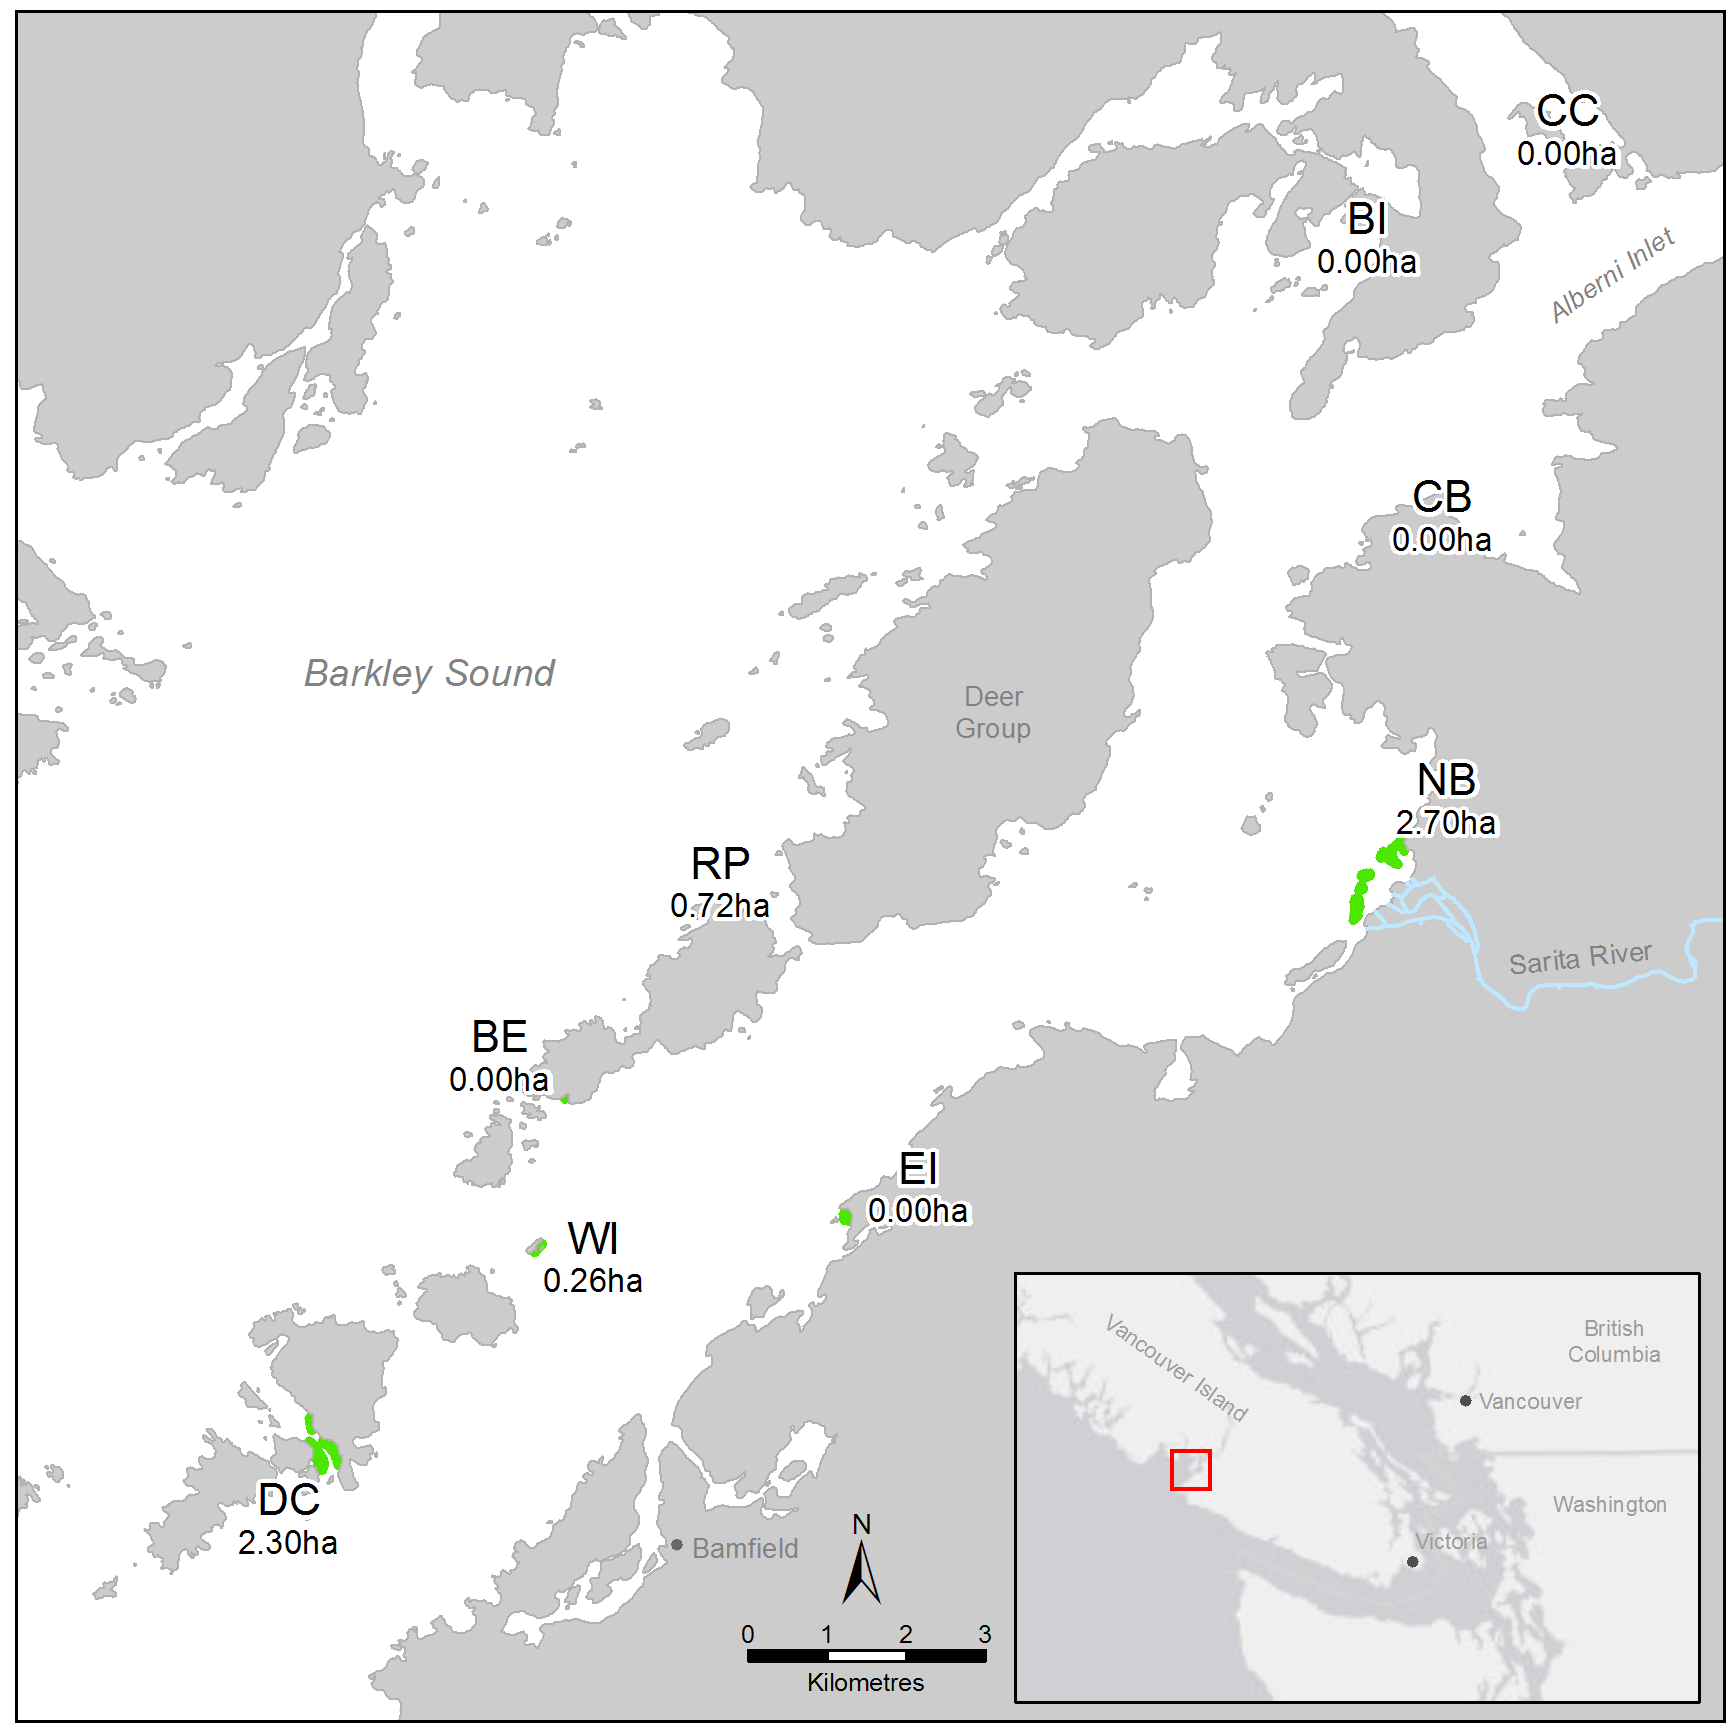 CC
0.00ha
BI
0.00ha
Alberni Inlet
CB
0.00ha
Barkley Sound
Deer
Group
NB
2.70ha
RP
0.72ha
Sarita River
BE
0.00ha
EI
0.00ha
WI
0.26ha
DC
2.30ha
Bamfield
N
0 1 2 3
Kilometres
Vancouver Island
British
Columbia
Vancouver
Washington
Victoria